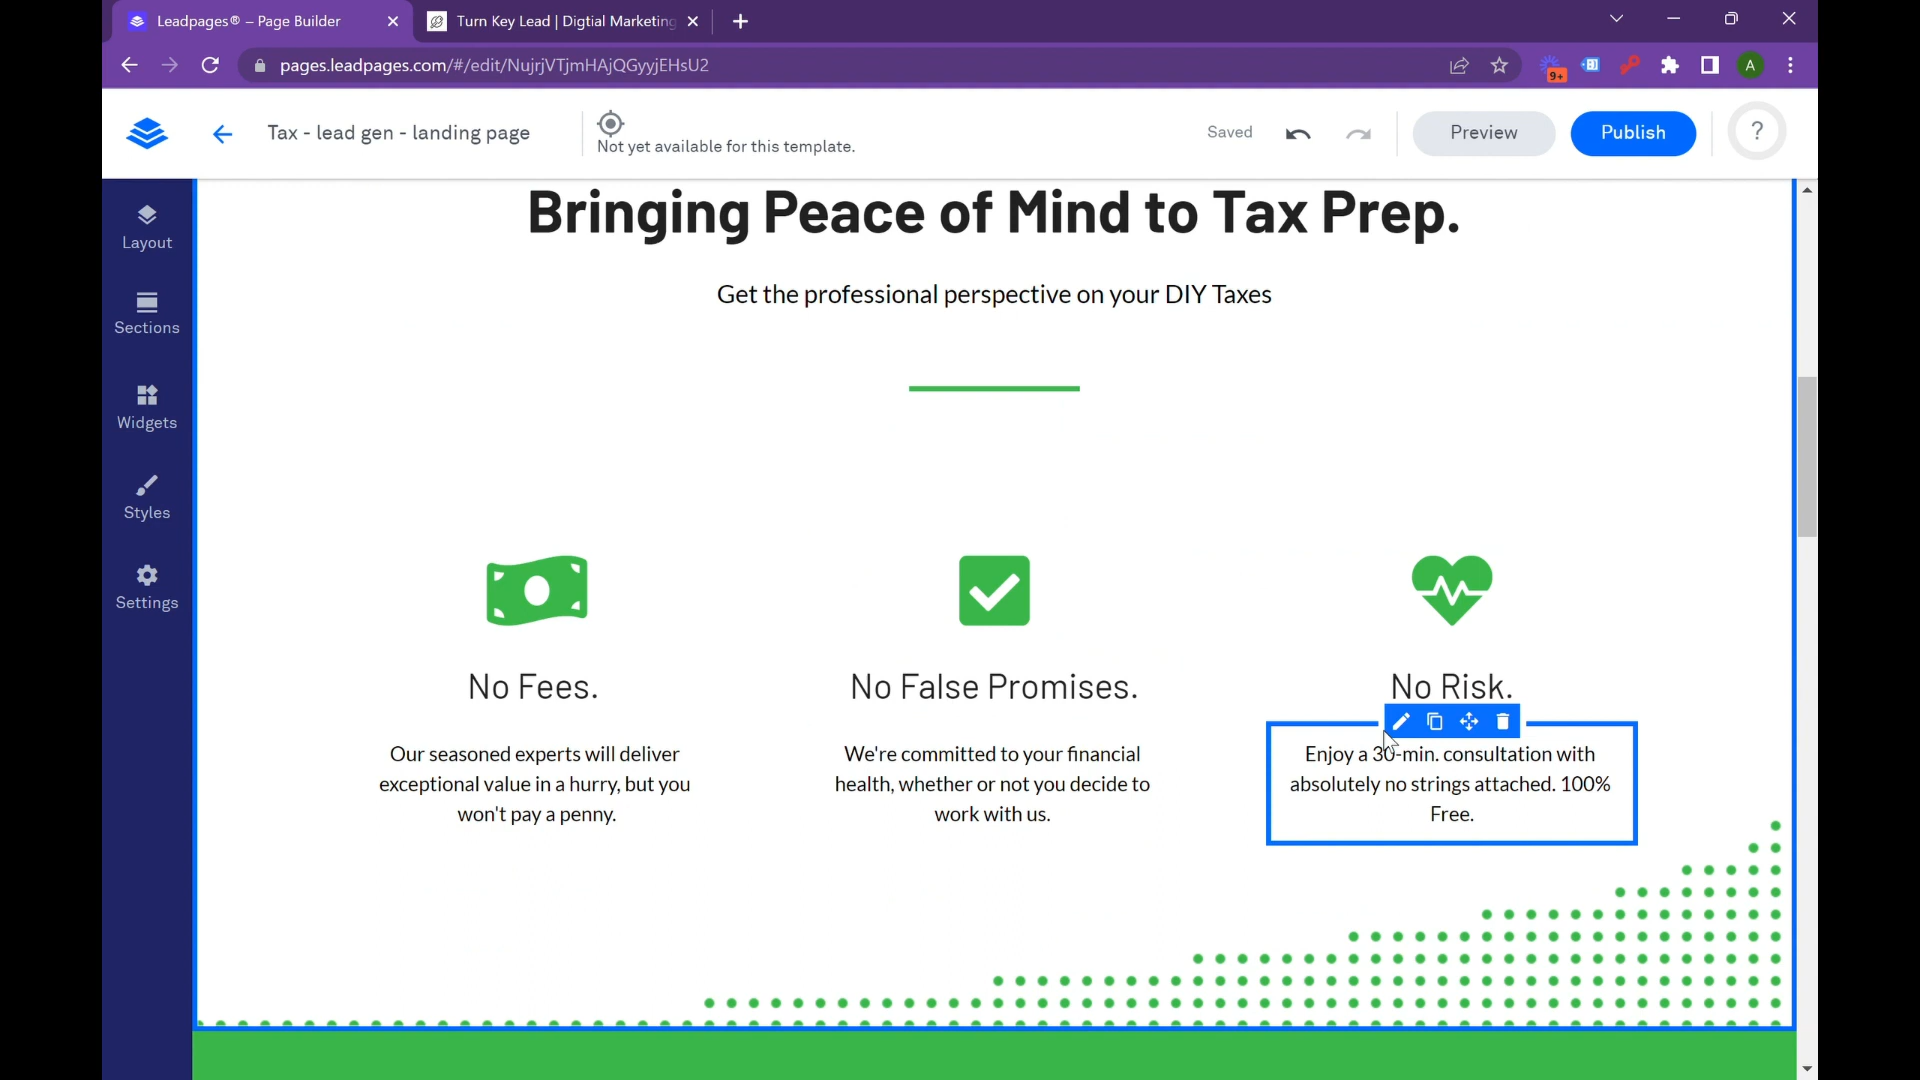 Leadpages® – Page Builder
Turn Key Lead | Digtial Marketing
pages.leadpages.com/#/edit/NujrjVTjmHAjQGyyjEHsU2
9+
A
Tax - lead gen - landing page
Not yet available for this template.
Saved
Preview
Publish
?
Layout
Sections
Widgets
Styles
Settings
Bringing Peace of Mind to Tax Prep.
Get the professional perspective on your DIY Taxes
No Fees.
Our seasoned experts will deliver
exceptional value in a hurry, but you
won't pay a penny.
No False Promises.
We're committed to your financial
health, whether or not you decide to
work with us.
No Risk.
Enjoy a 30-min. consultation with
absolutely no strings attached. 100%
Free.